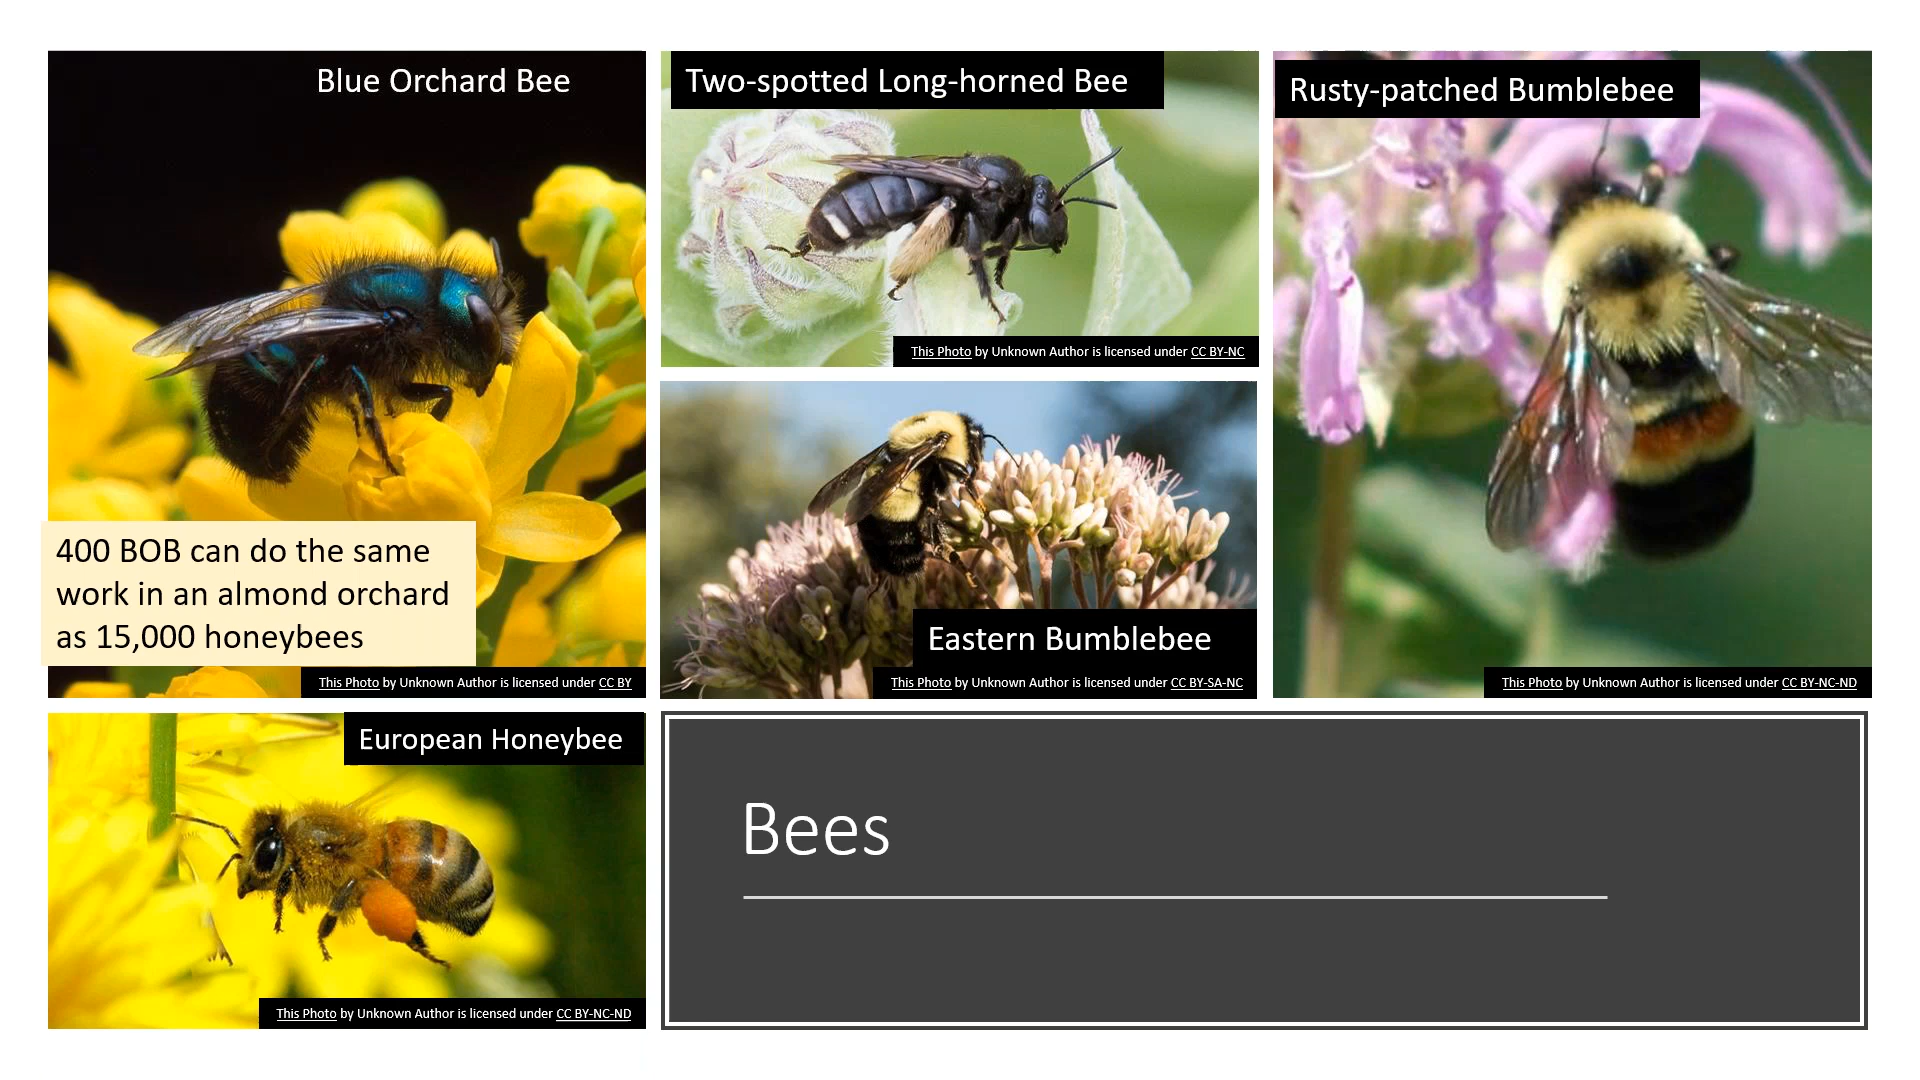 Blue Orchard Bee
400 BOB can do the same
work in an almond orchard
as 15,000 honeybees
This Photo by Unknown Author is licensed under CC BY
Two-spotted Long-horned Bee
This Photo by Unknown Author is licensed under CC BY-NC
Eastern Bumblebee
This Photo by Unknown Author is licensed under CC BY-SA-NC
Rusty-patched Bumblebee
This Photo by Unknown Author is licensed under CC BY-NC-ND
European Honeybee
This Photo by Unknown Author is licensed under CC BY-NC-ND
Bees